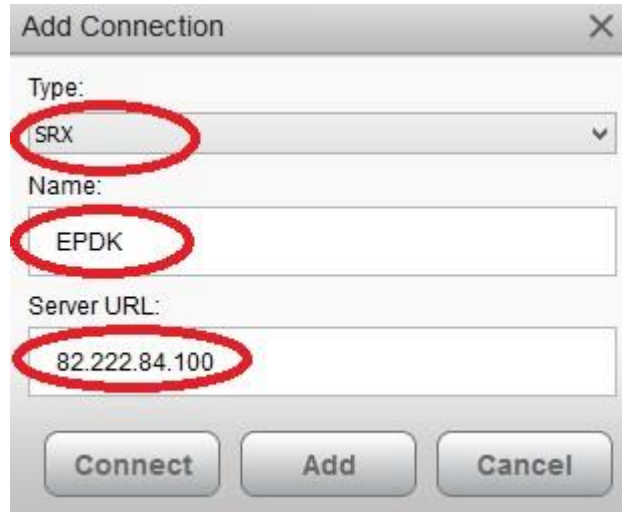 Add Connection
Type:
SRX
Name:
EPDK
Server URL:
82.222.84.100
Connect Add Cancel